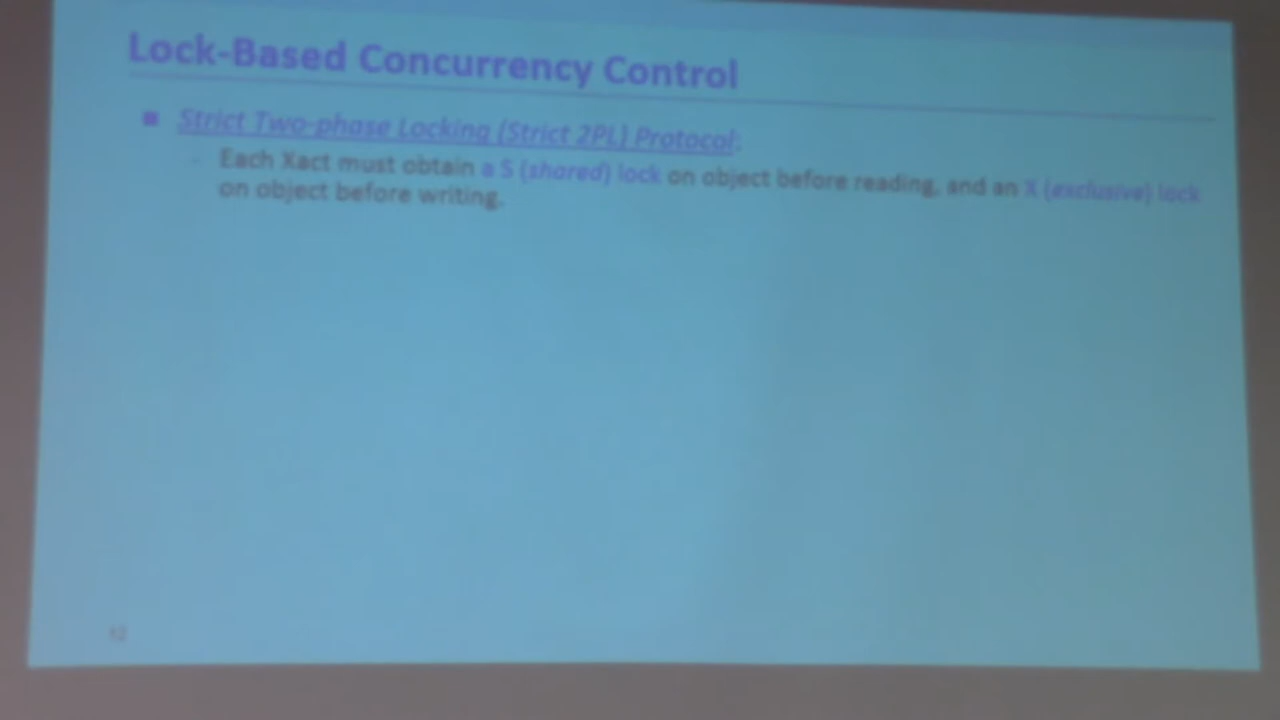 Lock-Based Concurrency Control
■ Strict Two-phase Locking (Strict 2PL) Protocol:
– Each Xact must obtain a S (shared) lock on object before reading, and an X (exclusive) lock
on object before writing.
12